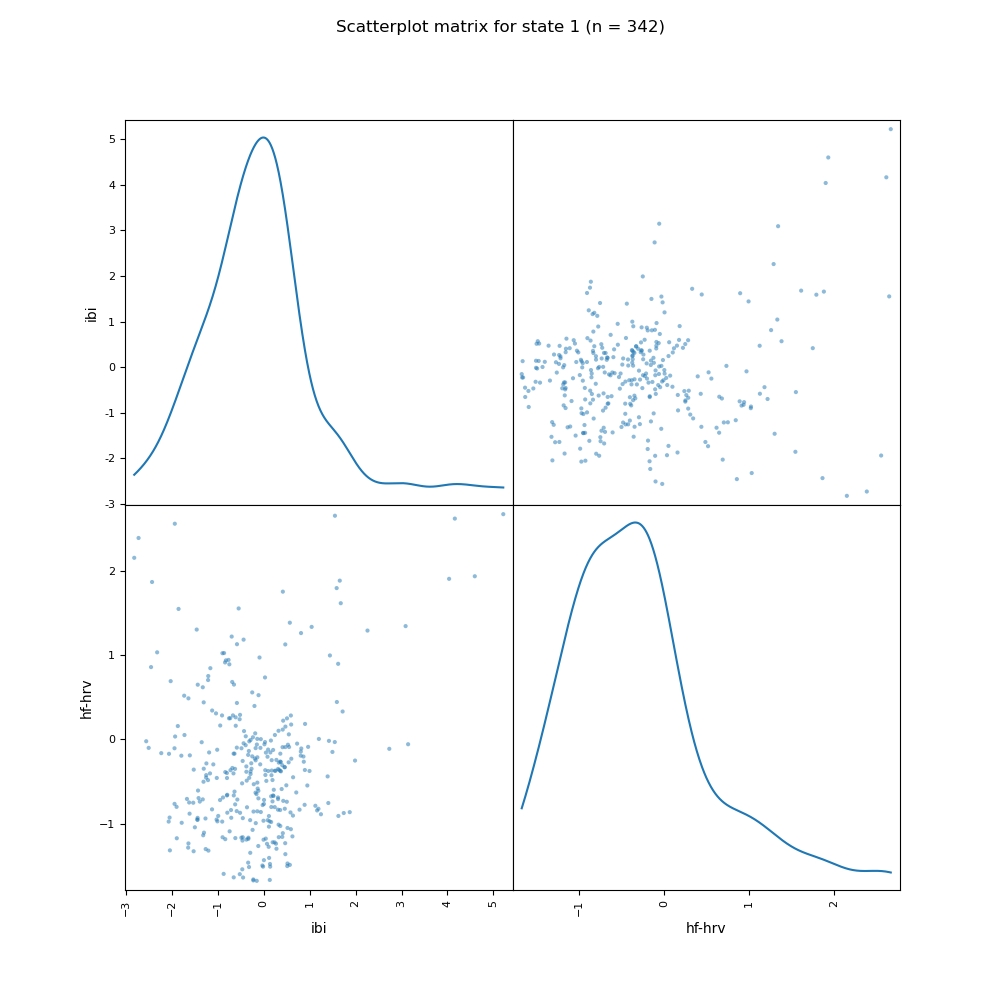 Scatterplot matrix for state 1 (n = 342)
5
4
3
2
1
0
-1
-2
-3
ibi
2
1
0
−1
hf-hrv
−3 −2 −1 0 1 2 3 4 5
ibi
−1 0 1 2
hf-hrv